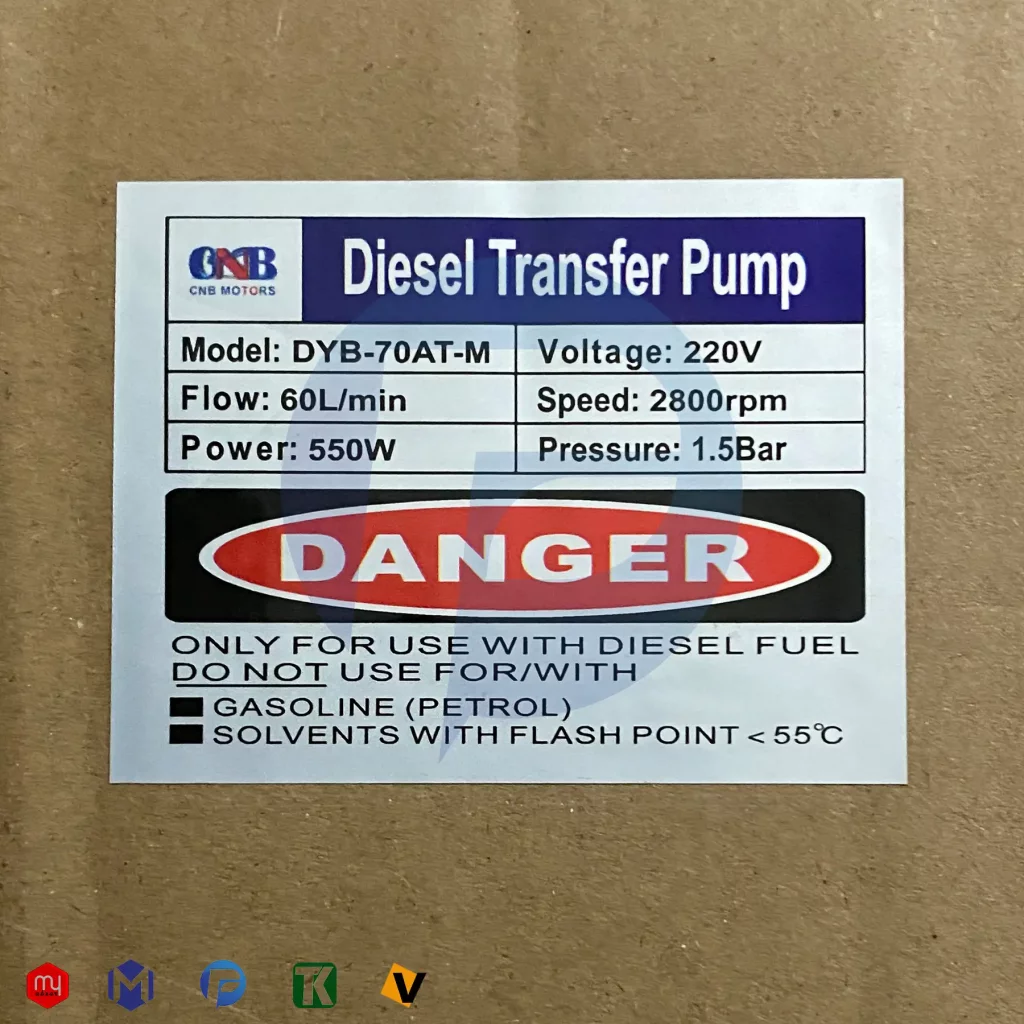 CNB
CNB MOTORS
Diesel Transfer Pump
Model: DYB-70AT-M
Voltage: 220V
Flow: 60L/min
Speed: 2800rpm
Power: 550W
Pressure: 1.5Bar
DANGER
ONLY FOR USE WITH DIESEL FUEL
DO NOT USE FOR/WITH
GASOLINE (PETROL)
SOLVENTS WITH FLASH POINT < 55℃
my
M
P
TK
V